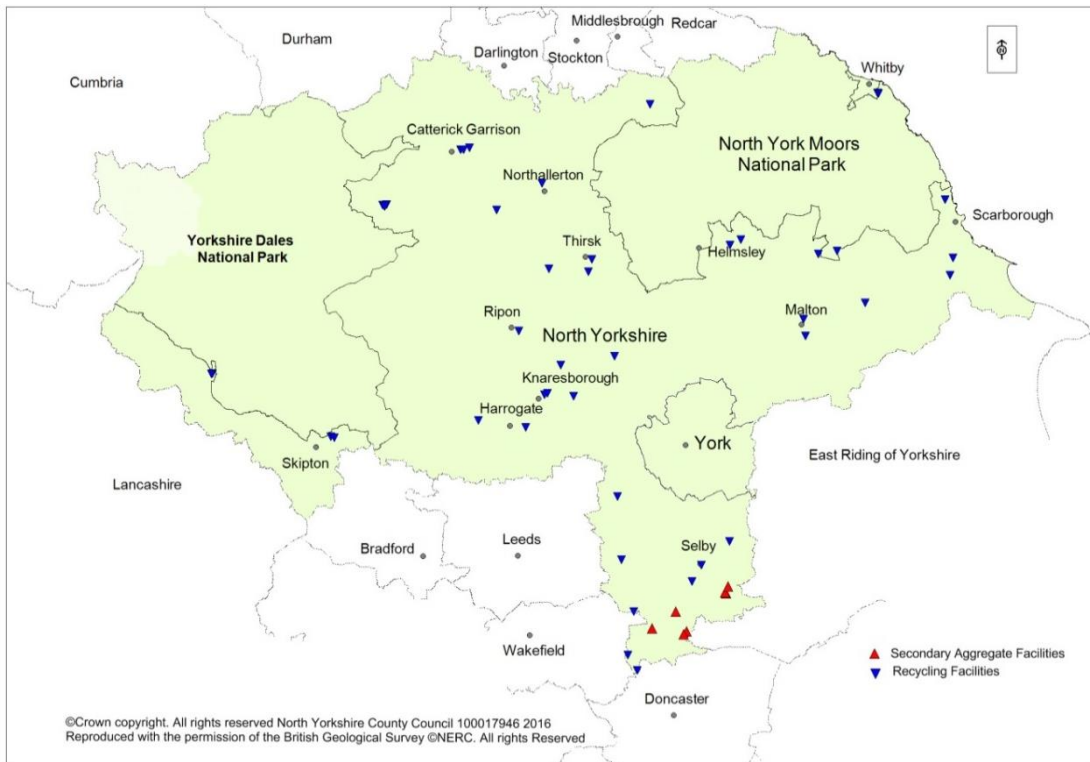 Middlesbrough
Redcar
Durham
Darlington
Stockton
Cumbria
Whitby
Catterick Garrison
North York Moors
National Park
Northallerton
Scarborough
Yorkshire Dales
National Park
Thirsk
Helmsley
Ripon
North Yorkshire
Malton
Knaresborough
Harrogate
York
East Riding of Yorkshire
Skipton
Lancashire
Bradford
Leeds
Selby
Wakefield
Doncaster
Secondary Aggregate Facilities
Recycling Facilities
©Crown copyright. All rights reserved North Yorkshire County Council 100017946 2016
Reproduced with the permission of the British Geological Survey ©NERC. All rights Reserved